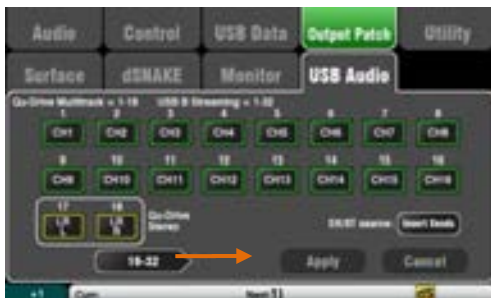 Audio Control USB Data Output Patch Utility
Surface dSNAKE Monitor USB Audio
Qu-Drive Multitrack = 1-18 USB B Streaming = 1-32
1 2 3 4 5 6 7 8
CH1 CH2 CH3 CH4 CH5 CH6 CH7 CH8
9 10 11 12 13 14 15 16
CH9 CH10 CH11 CH12 CH13 CH14 CH15 CH16
17 18
LR L LR R
Qu-Drive
Stereo
CH/ST source: Insert Sends
19-32 Apply Cancel